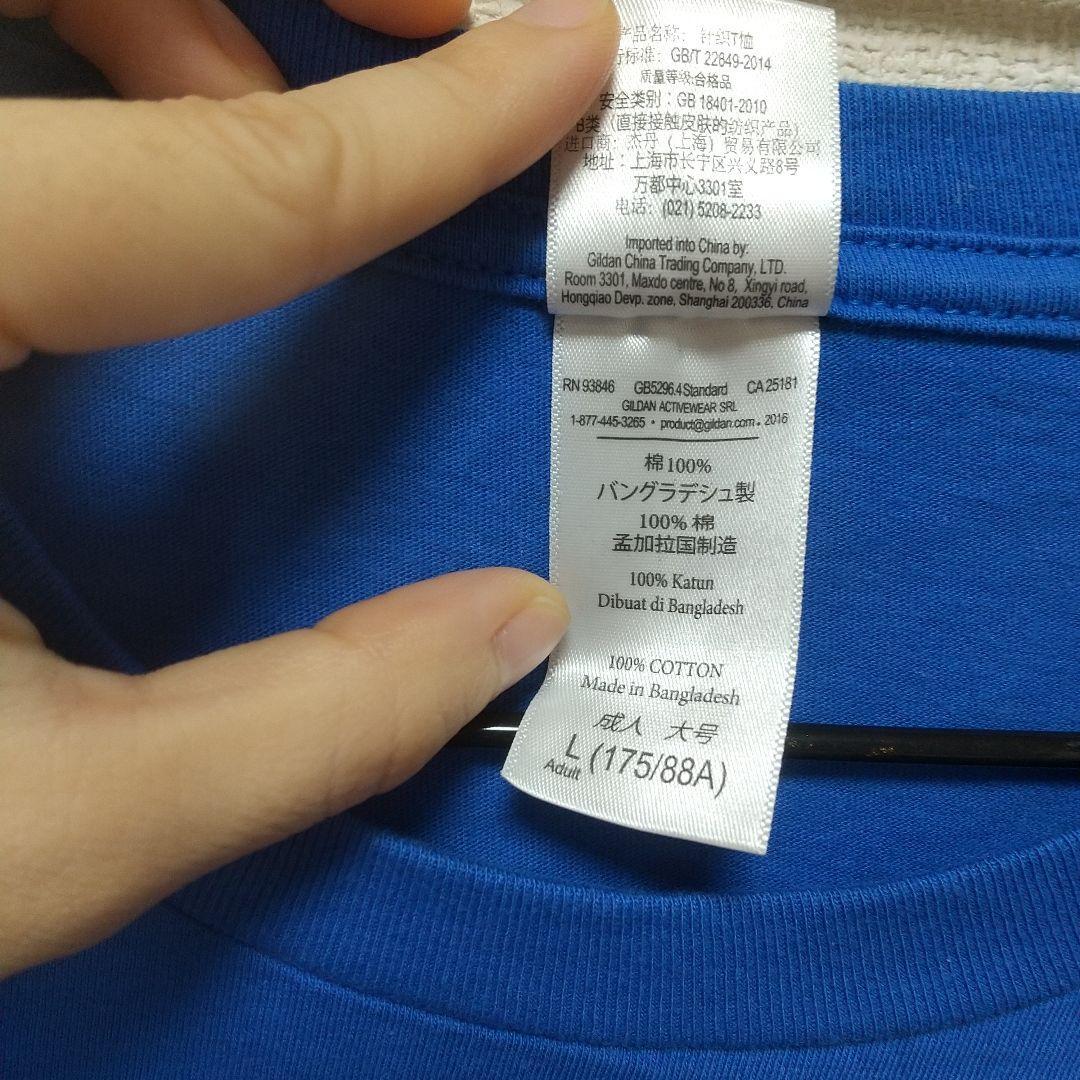 产品名称: 针织T恤
行标准: GB/T 22649-2014
质量等级:合格品
安全类别: GB 18401-2010
B类 (直接接触皮肤的纺织产品)
进口商: 杰丹 (上海) 贸易有限公司
地址: 上海市长宁区兴义路8号
万都中心3301室
电话: (021) 5208-2233
Imported into China by:
Gildan China Trading Company, LTD.
Room 3301, Maxdo centre, No 8, Xingyi road,
Hongqiao Devp. zone, Shanghai 200336, China
RN 93846 GB5296.4 Standard CA 25181
GILDAN ACTIVEWEAR SRL
1-877-445-3265 • product@gildan.com • 2016
棉100%
バングラデシュ製
100% 棉
孟加拉国制造
100% Katun
Dibuat di Bangladesh
100% COTTON
Made in Bangladesh
成人 大号
L (175/88A)
Adult